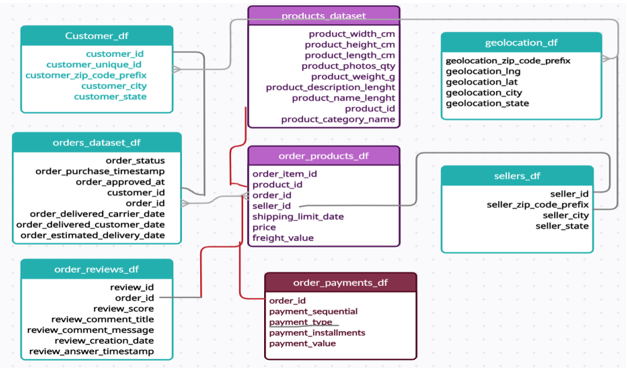 products_dataset
product_width_cm
product_height_cm
product_length_cm
product_photos_qty
product_weight_g
product_description_lenght
product_name_lenght
product_id
product_category_name
Customer_df
customer_id
customer_unique_id
customer_zip_code_prefix
customer_city
customer_state
geolocation_df
geolocation_zip_code_prefix
geolocation_lng
geolocation_lat
geolocation_city
geolocation_state
orders_dataset_df
order_status
order_purchase_timestamp
order_approved_at
customer_id
order_id
order_delivered_carrier_date
order_delivered_customer_date
order_estimated_delivery_date
order_products_df
order_item_id
product_id
order_id
seller_id
shipping_limit_date
price
freight_value
sellers_df
seller_id
seller_zip_code_prefix
seller_city
seller_state
order_reviews_df
review_id
order_id
review_score
review_comment_title
review_comment_message
review_creation_date
review_answer_timestamp
order_payments_df
order_id
payment_sequential
payment_type
payment_installments
payment_value